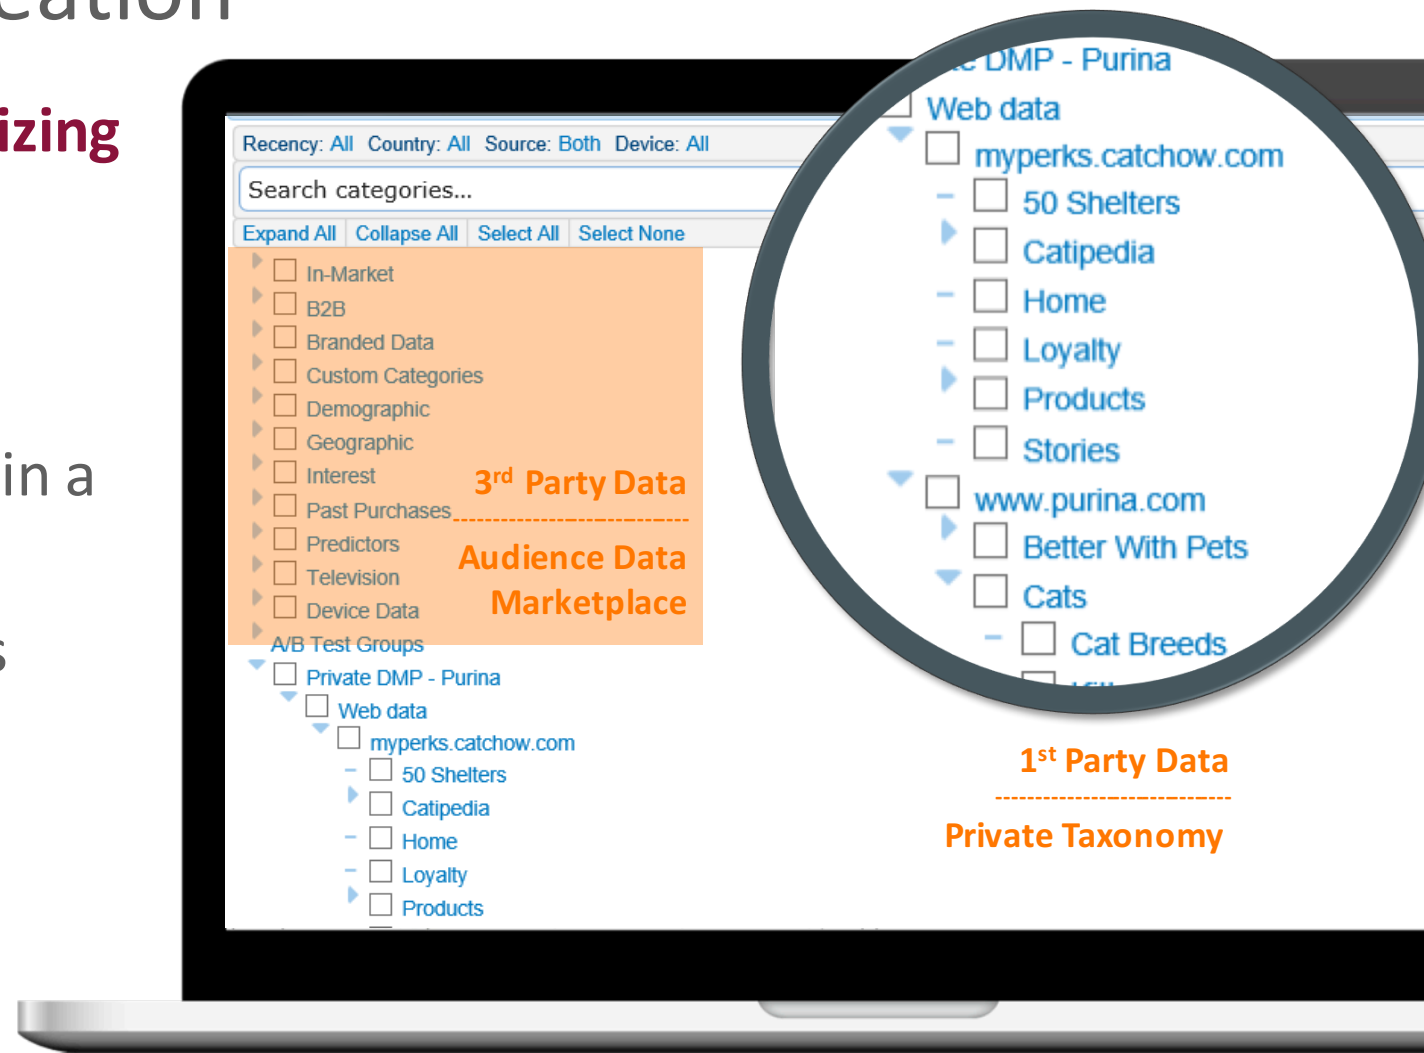 eation
izing
in a
s
Recency: All Country: All Source: Both Device: All
Search categories...
Expand All Collapse All Select All Select None
In-Market
B2B
Branded Data
Custom Categories
Demographic
Geographic
Interest
Past Purchases
Predictors
Television
Device Data
A/B Test Groups
3rd Party Data
Audience Data
Marketplace
Private DMP - Purina
Web data
myperks.catchow.com
50 Shelters
Catipedia
Home
Loyalty
Products
DMP - Purina
Web data
myperks.catchow.com
50 Shelters
Catipedia
Home
Loyalty
Products
Stories
www.purina.com
Better With Pets
Cats
Cat Breeds
1st Party Data
Private Taxonomy